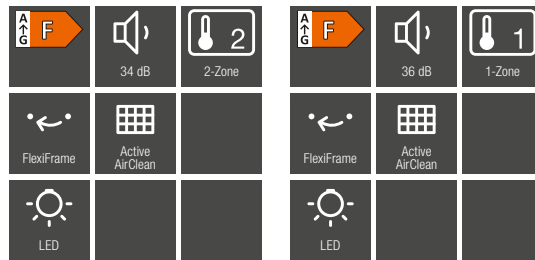 A
G
F
2
34 dB
2-Zone
FlexiFrame
Active
AirClean
LED
A
G
F
1
36 dB
1-Zone
FlexiFrame
Active
AirClean
LED